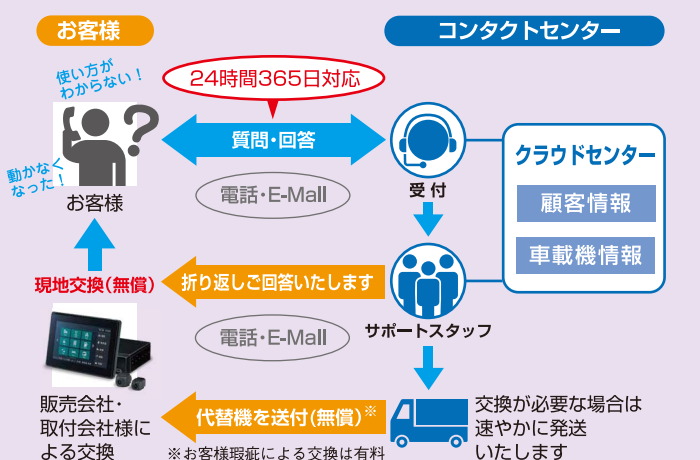 お客様
コンタクトセンター
使い方が
わからない！
24時間365日対応
質問・回答
電話・E-Mall
動かなく
なった！
お客様
受付
クラウドセンター
顧客情報
車載機情報
現地交換(無償)
折り返しご回答いたします
電話・E-Mall
サポートスタッフ
販売会社・
取付会社様に
よる交換
代替機を送付(無償)※
※お客様瑕疵による交換は有料
交換が必要な場合は
速やかに発送
いたします